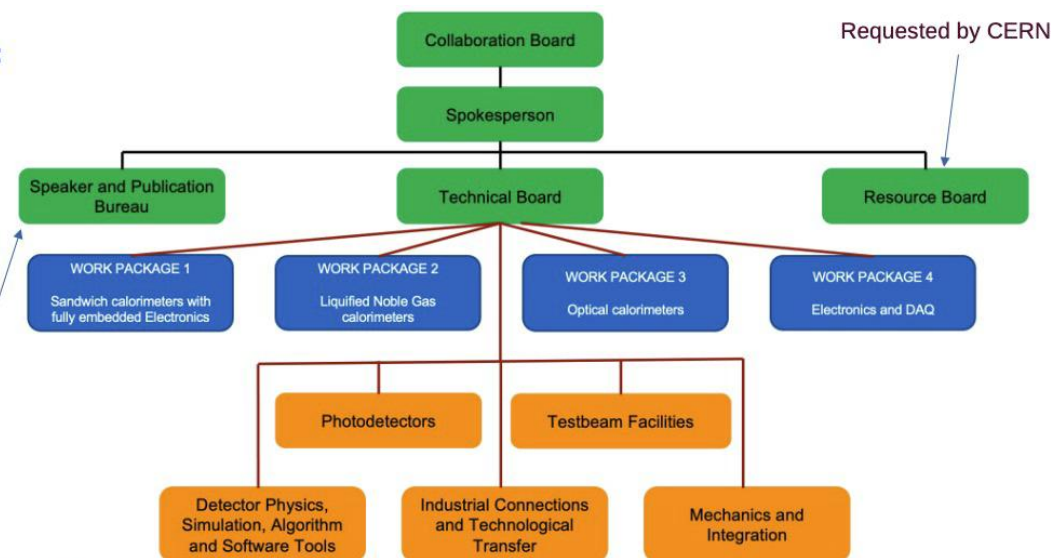 Requested by CERN
Collaboration Board
Spokesperson
Speaker and Publication
Bureau
Technical Board
Resource Board
WORK PACKAGE 1
Sandwich calorimeters with
fully embedded Electronics
WORK PACKAGE 2
Liquified Noble Gas
calorimeters
WORK PACKAGE 3
Optical calorimeters
WORK PACKAGE 4
Electronics and DAQ
Photodetectors
Testbeam Facilities
Detector Physics,
Simulation, Algorithm
and Software Tools
Industrial Connections
and Technological
Transfer
Mechanics and
Integration